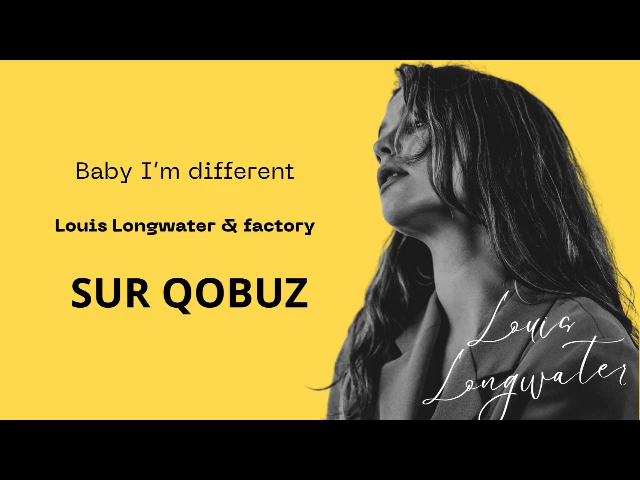 Baby I'm different
Louis Longwater & factory
SUR QOBUZ
Louis
Longwater